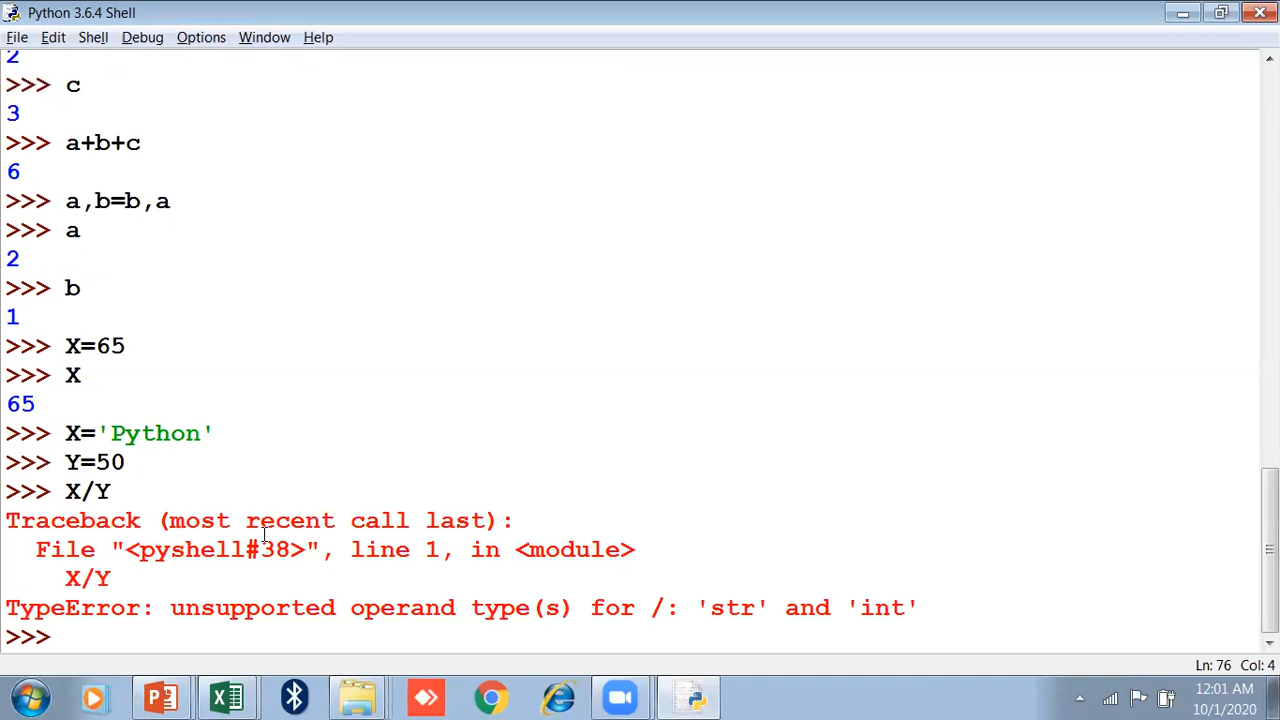 Python 3.6.4 Shell
File Edit Shell Debug Options Window Help
2
>>> c
3
>>> a+b+c
6
>>> a,b=b,a
>>> a
2
>>> b
1
>>> X=65
>>> X
65
>>> X='Python'
>>> Y=50
>>> X/Y
Traceback (most recent call last):
  File "<pyshell#38>", line 1, in <module>
    X/Y
TypeError: unsupported operand type(s) for /: 'str' and 'int'
>>>
Ln: 76 Col: 4
12:01 AM
10/1/2020